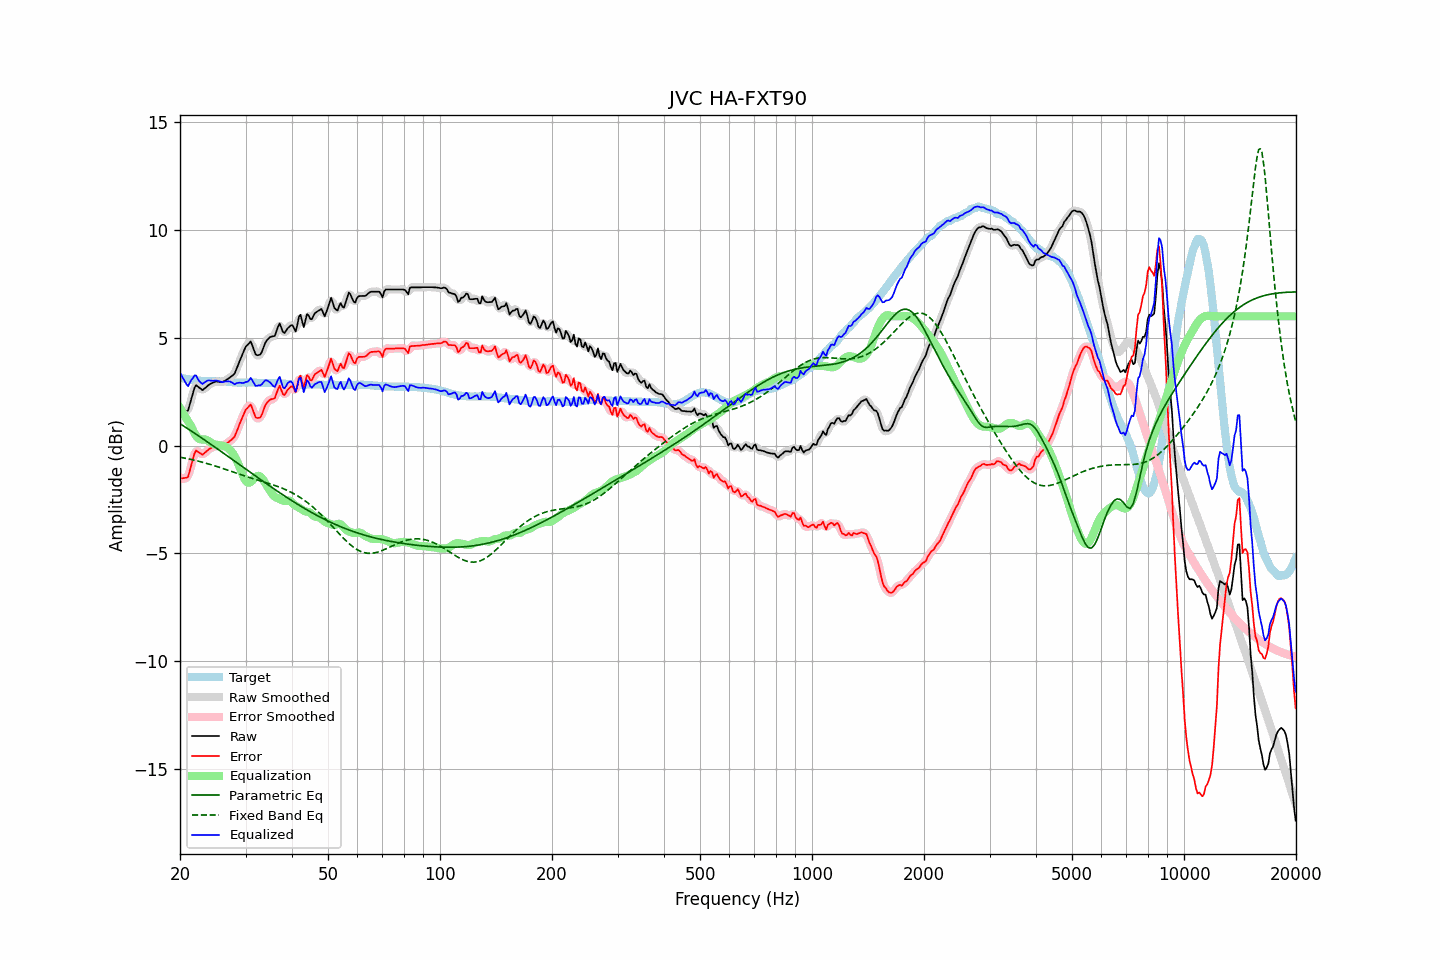 JVC HA-FXT90
Amplitude (dBr)
15
10
5
0
−5
−10
−15
Target
Raw Smoothed
Error Smoothed
Raw
Error
Equalization
Parametric Eq
Fixed Band Eq
Equalized
20 50 100 200 500 1000 2000 5000 10000 20000
Frequency (Hz)